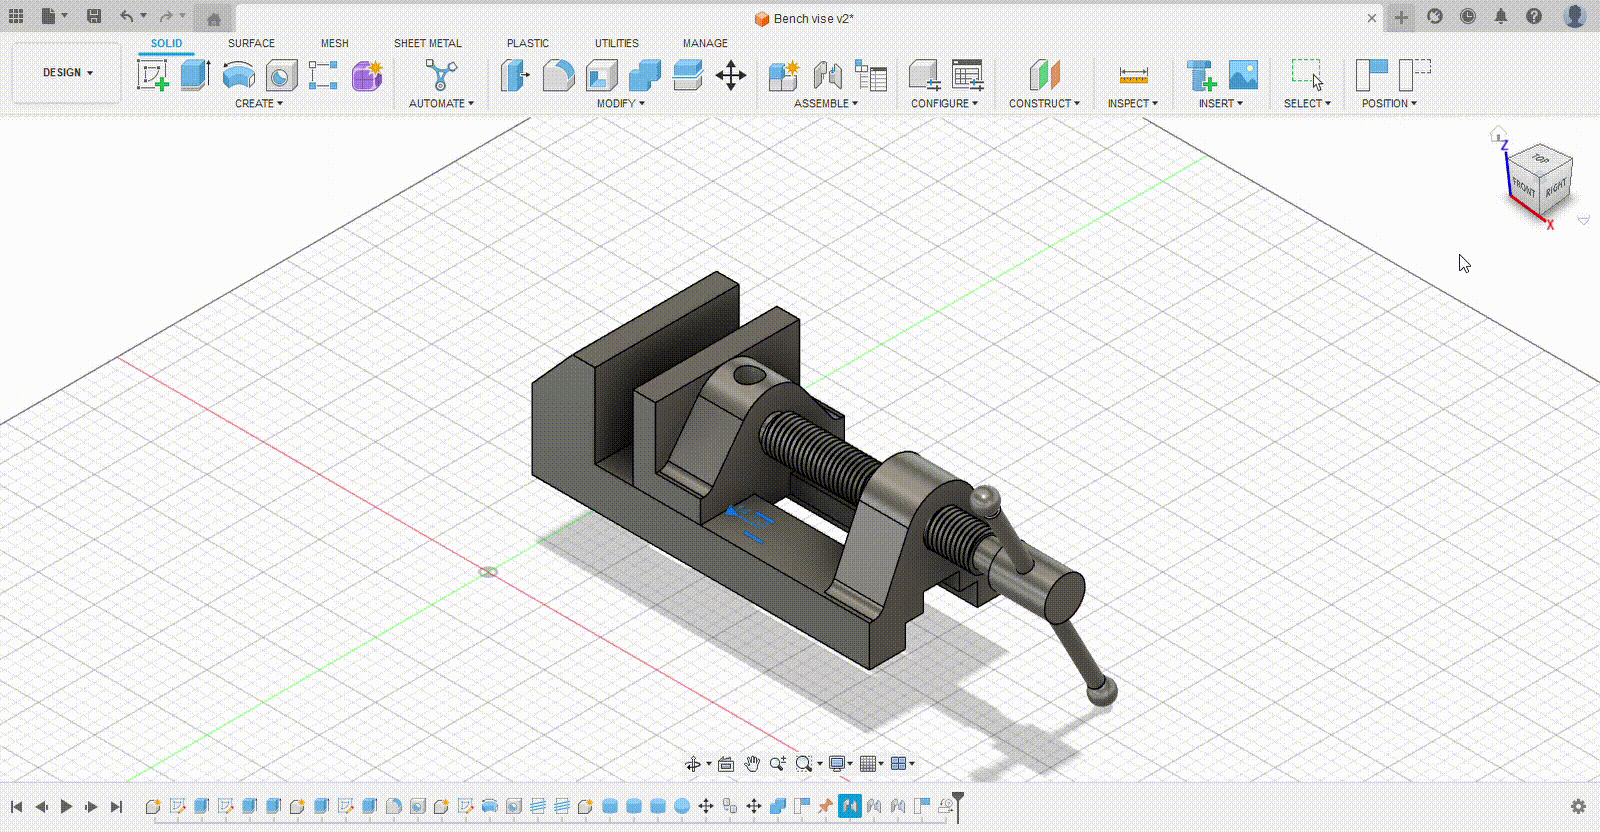 Bench vise v2*
SOLID SURFACE MESH SHEET METAL PLASTIC UTILITIES MANAGE
DESIGN
CREATE AUTOMATE MODIFY ASSEMBLE CONFIGURE CONSTRUCT INSPECT INSERT SELECT POSITION
Z
TOP
FRONT RIGHT
X